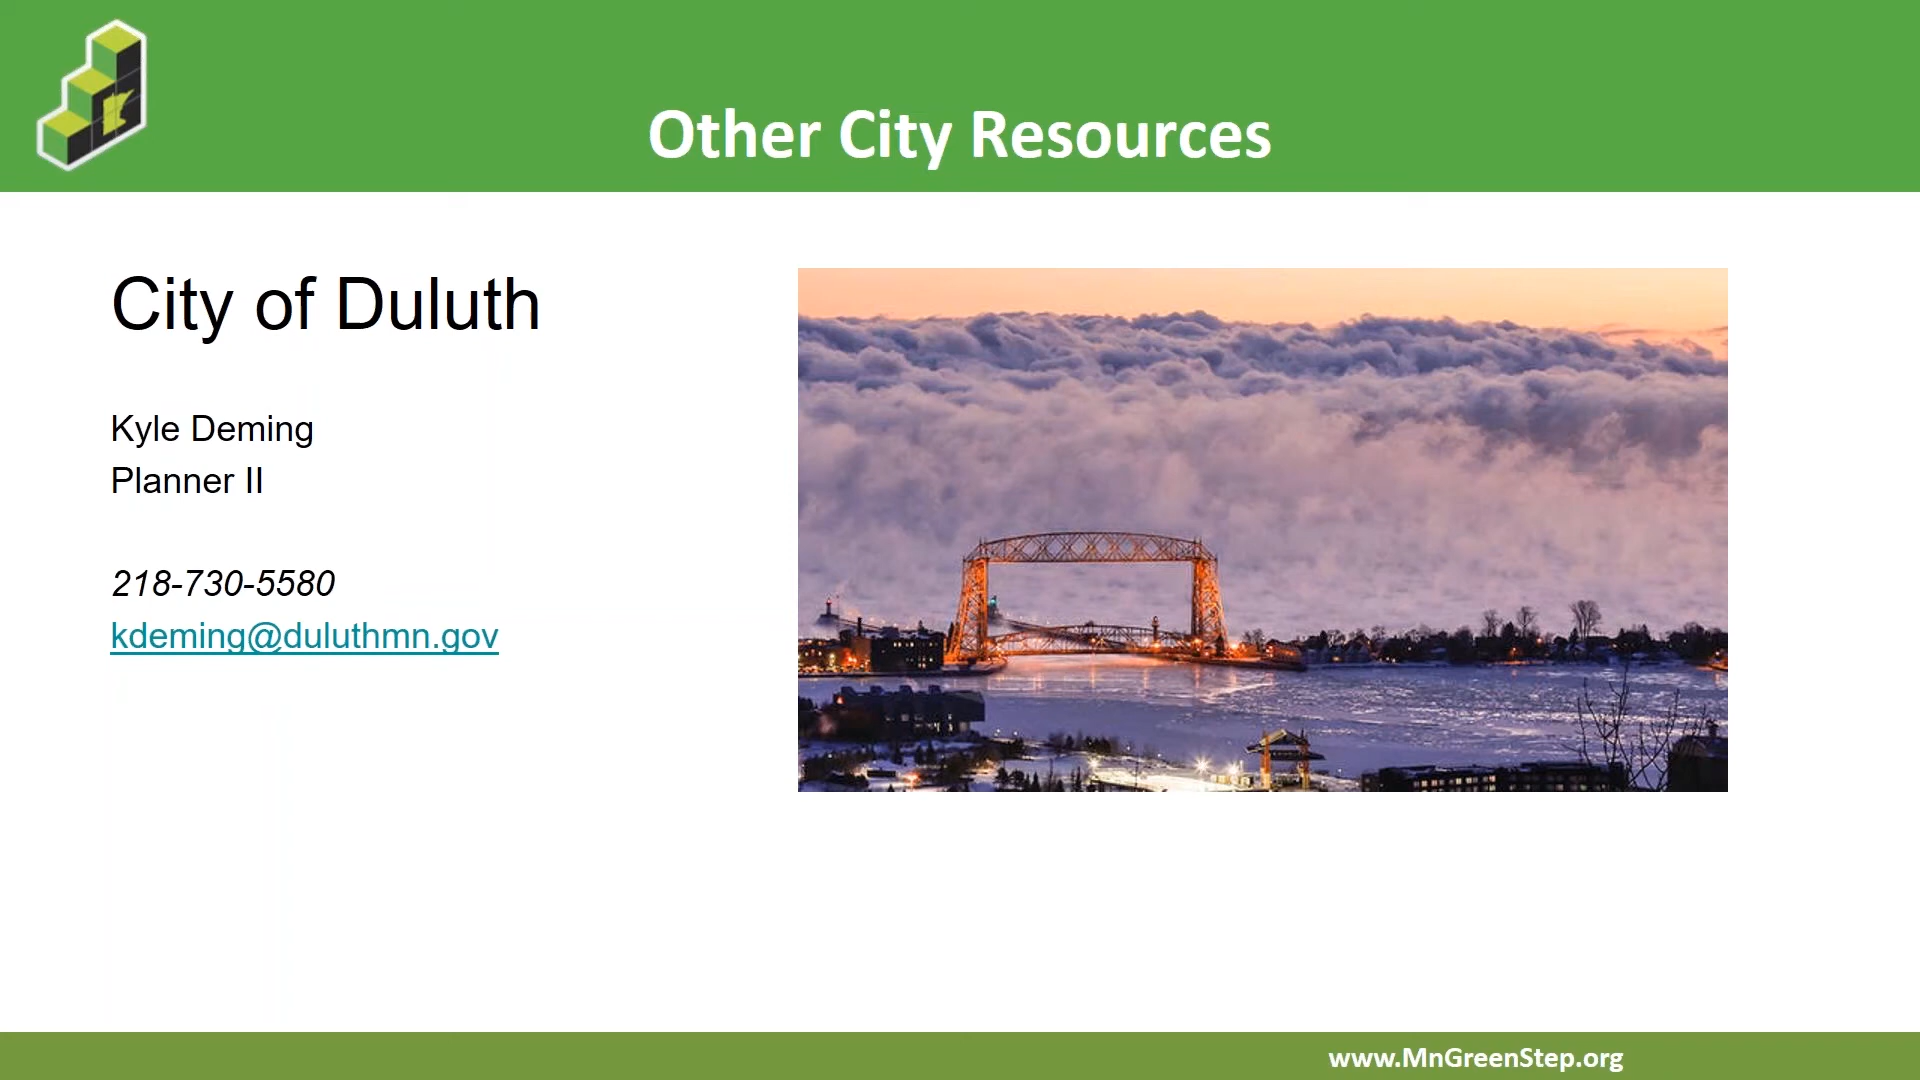 Other City Resources
City of Duluth
Kyle Deming
Planner II
218-730-5580
kdeming@duluthmn.gov
www.MnGreenStep.org